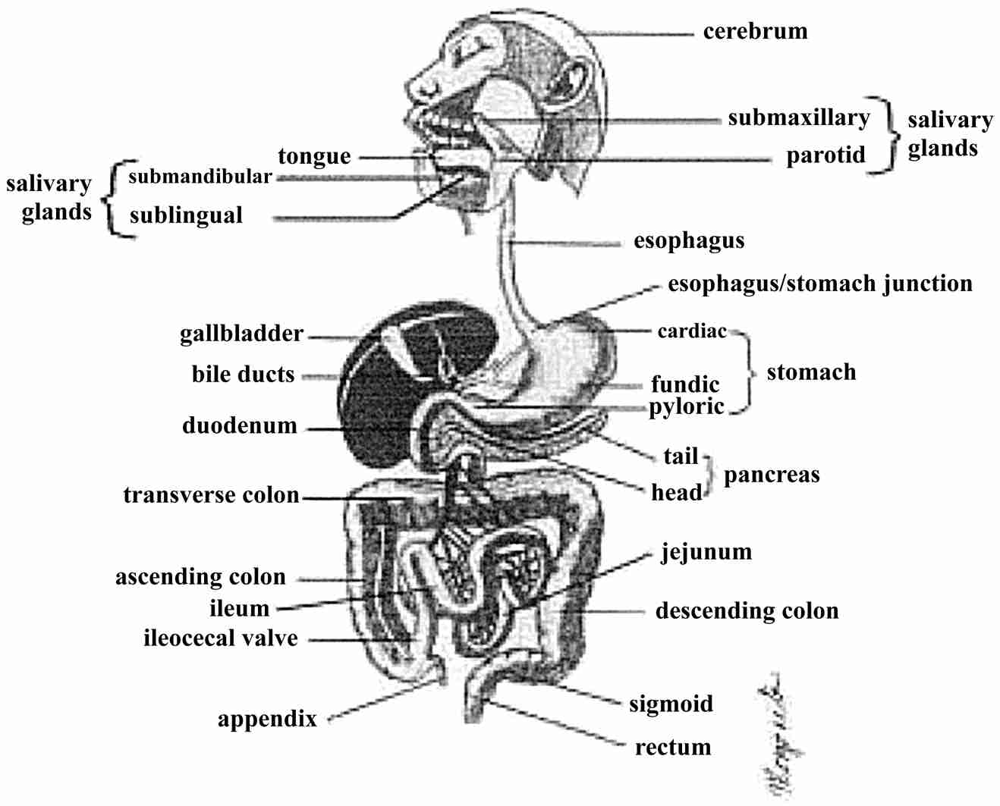 cerebrum
submaxillary
parotid
salivary
glands
tongue
submandibular
sublingual
salivary
glands
esophagus
esophagus/stomach junction
gallbladder
bile ducts
duodenum
cardiac
fundic
pyloric
stomach
tail
head
pancreas
transverse colon
ascending colon
ileum
ileocecal valve
jejunum
descending colon
appendix
sigmoid
rectum